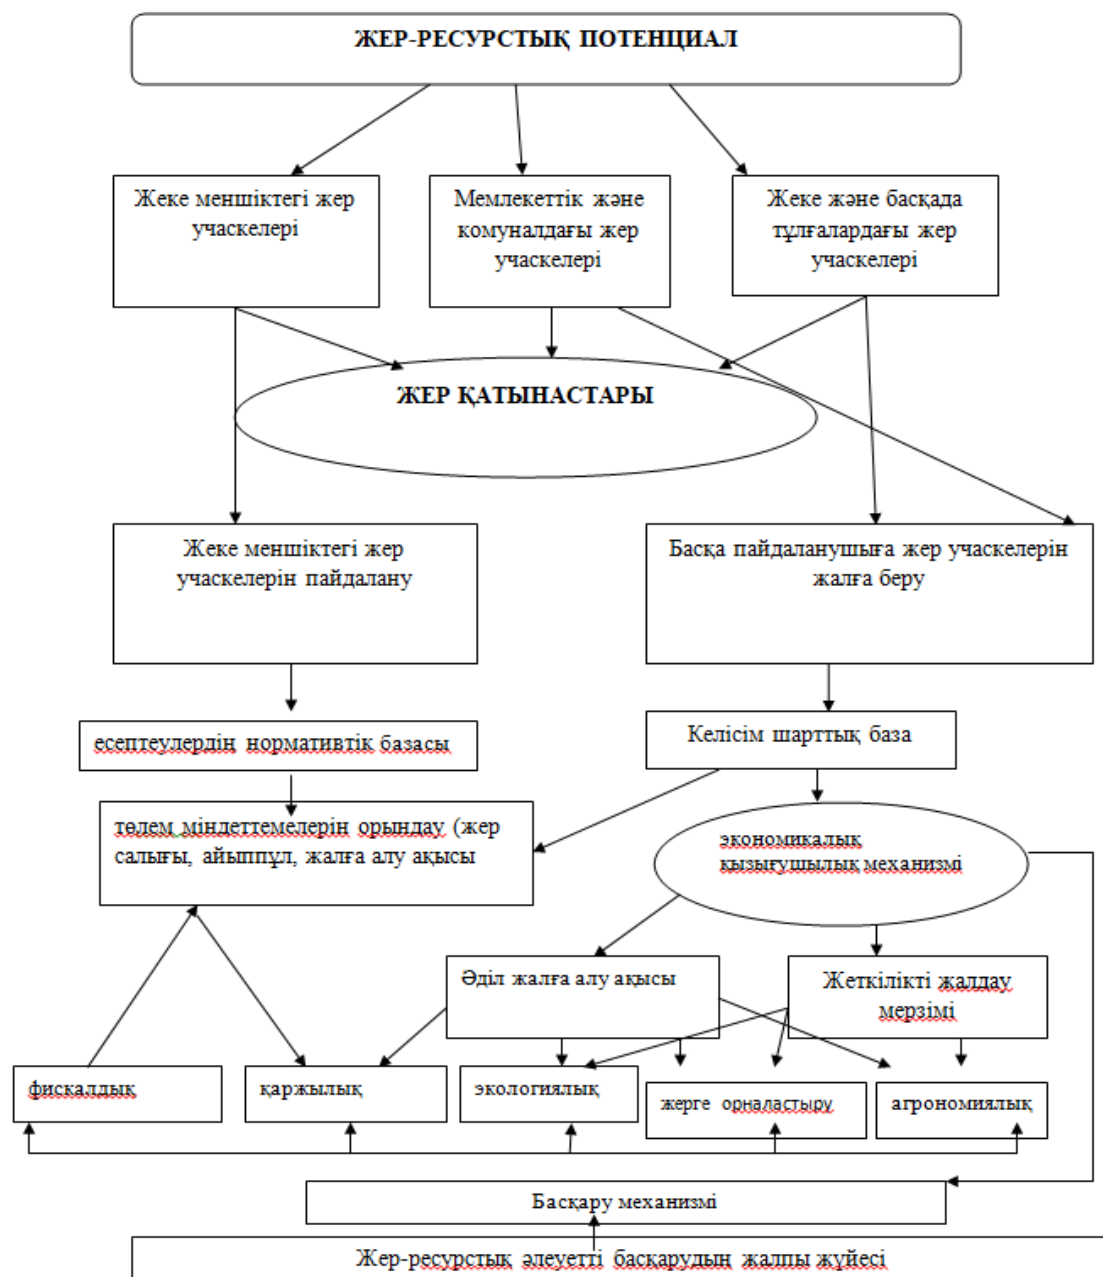 ЖЕР-РЕСУРСТЫҚ ПОТЕНЦИАЛ
Жеке меншіктегі жер
учаскелері
Мемлекеттік және
комуналдағы жер
учаскелері
Жеке және басқада
тұлғалардағы жер
учаскелері
ЖЕР ҚАТЫНАСТАРЫ
Жеке меншіктегі жер
учаскелерін пайдалану
Басқа пайдаланушыға жер учаскелерін
жалға беру
есептеулердің нормативтік базасы
Келісім шарттық база
төлем міндеттемелерін орындау (жер
салығы, айыппұл, жалға алу ақысы
экономикалық
қызығушылық механизмі
Әділ жалға алу ақысы
Жеткілікті жалдау
мерзімі
фискалдық
қаржылық
экологиялық
жерге орналастыру
агрономиялық
Басқару механизмі
Жер-ресурстық әлеуетті басқарудын жалпы жүйесі